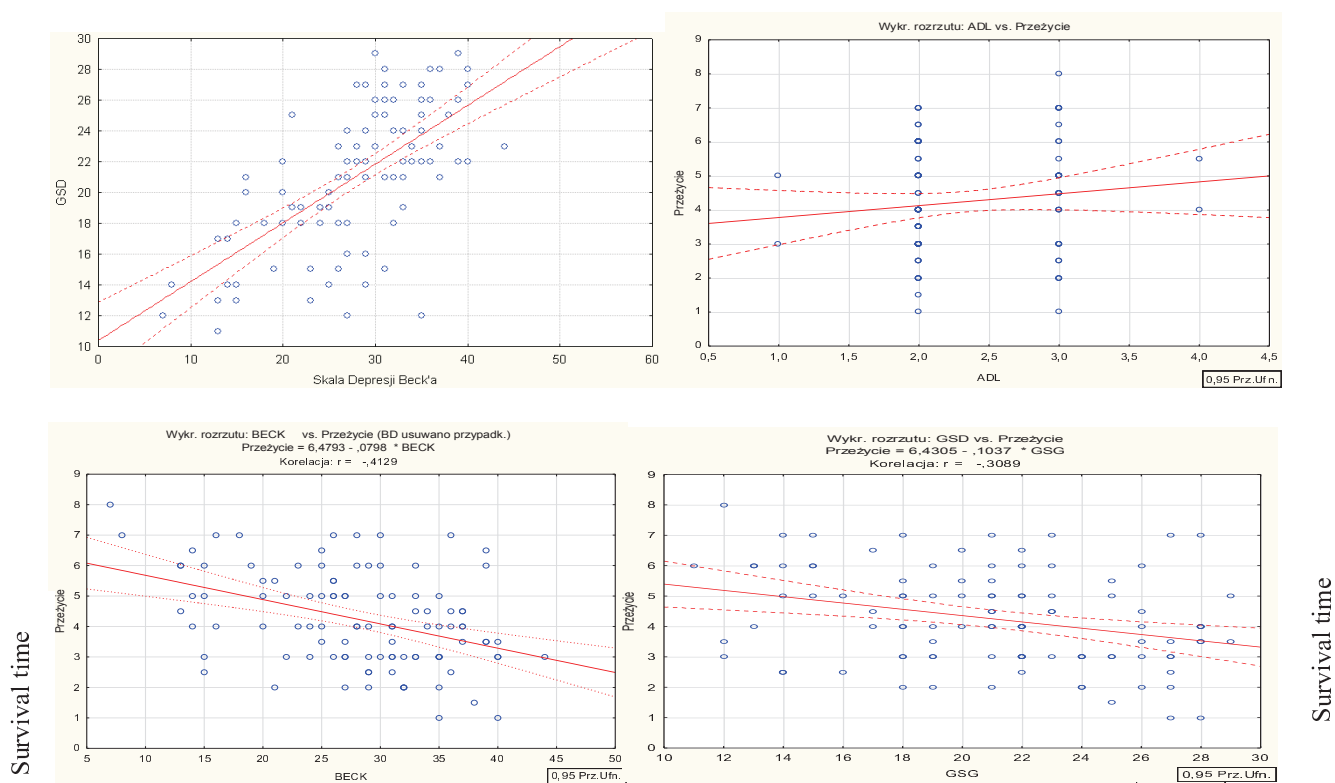 30
28
26
24
22
20
18
16
14
12
10
GSD
0 10 20 30 40 50 60
Skala Depresji Beck'a
Wykr. rozrzutu: ADL vs. Przeżycie
9
8
7
6
5
4
3
2
1
0
Przeżycie
0,5 1,0 1,5 2,0 2,5 3,0 3,5 4,0 4,5
ADL
0,95 Prz.Ufn.
Wykr. rozrzutu: BECK vs. Przeżycie (BD usuwano przypadk.)
Przeżycie = 6,4793 - ,0798 * BECK
Korelacja: r = -,4129
9
8
7
6
5
4
3
2
1
0
Przeżycie
Survival time
5 10 15 20 25 30 35 40 45 50
BECK
0,95 Prz.Ufn.
Wykr. rozrzutu: GSD vs. Przeżycie
Przeżycie = 6,4305 - ,1037 * GSG
Korelacja: r = -,3089
9
8
7
6
5
4
3
2
1
0
Przeżycie
10 12 14 16 18 20 22 24 26 28 30
GSG
0,95 Prz.Ufn.
Survival time